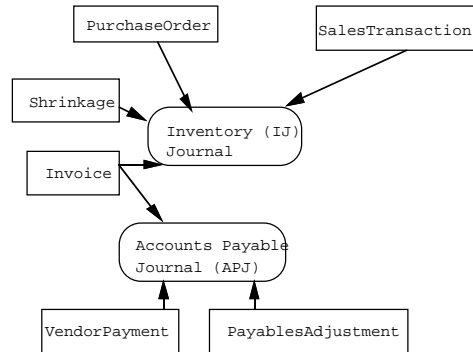 PurchaseOrder
SalesTransaction
Shrinkage
Inventory (IJ)
Journal
Invoice
Accounts Payable
Journal (APJ)
VendorPayment
PayablesAdjustment